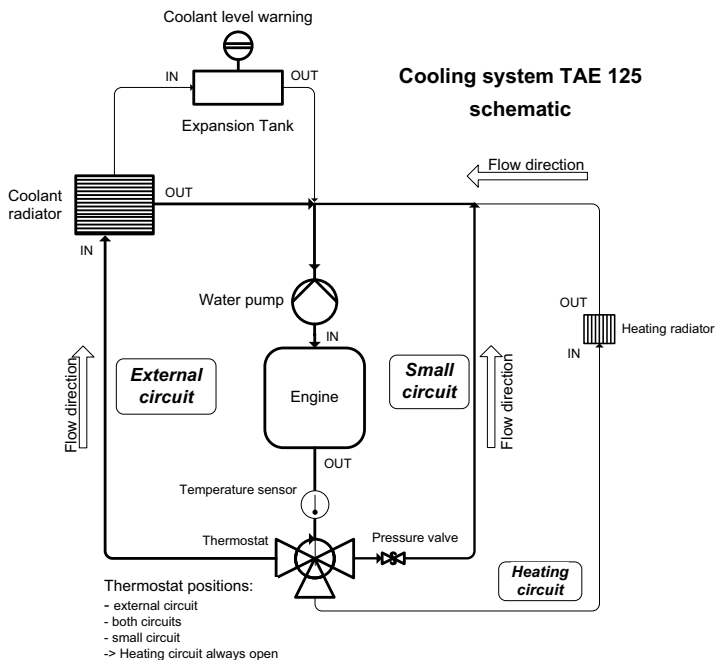 Coolant level warning
IN
OUT
Expansion Tank
Cooling system TAE 125
schematic
Flow direction
Coolant
radiator
OUT
IN
Water pump
IN
OUT
IN
Heating radiator
Flow direction
External
circuit
Engine
Small
circuit
Flow direction
OUT
Temperature sensor
Thermostat
Pressure valve
Heating
circuit
Thermostat positions:
- external circuit
- both circuits
- small circuit
-> Heating circuit always open